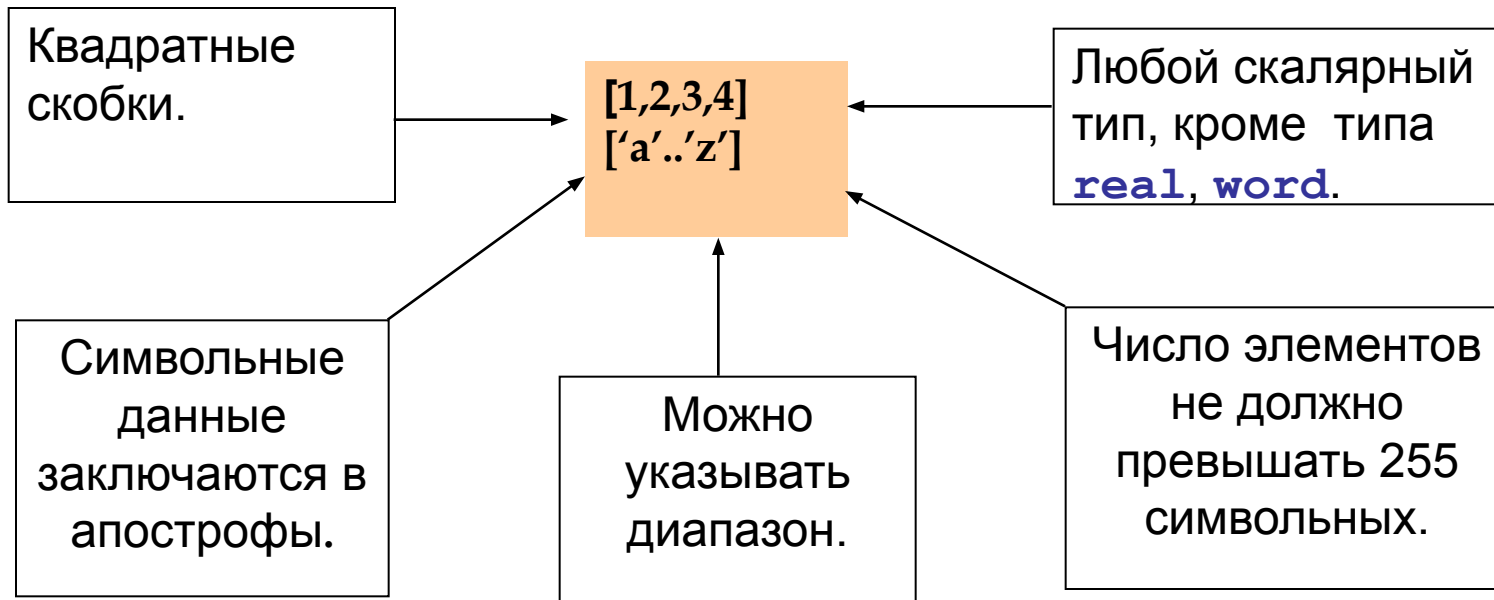 Квадратные
скобки.
[1,2,3,4]
[‘a’..’z’]
Любой скалярный
тип, кроме типа
real, word.
Символьные
данные
заключаются в
апострофы.
Можно
указывать
диапазон.
Число элементов
не должно
превышать 255
символьных.